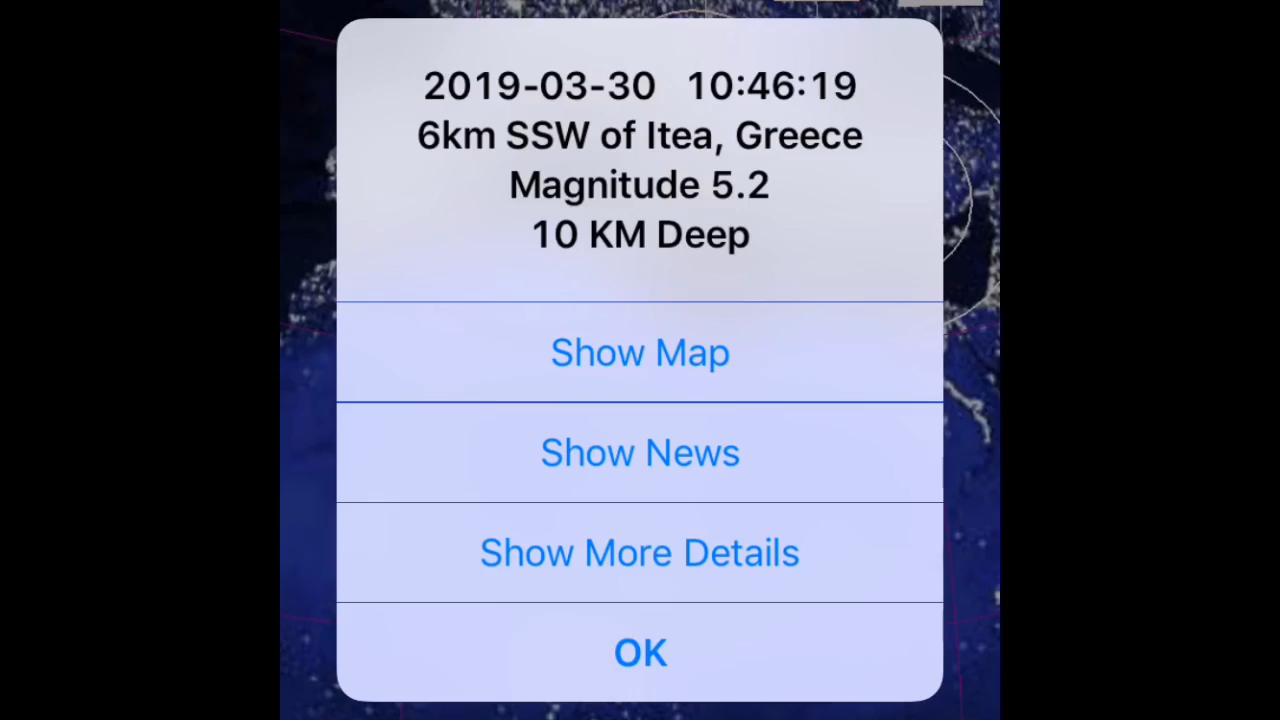 2019-03-30 10:46:19
6km SSW of Itea, Greece
Magnitude 5.2
10 KM Deep
Show Map
Show News
Show More Details
OK